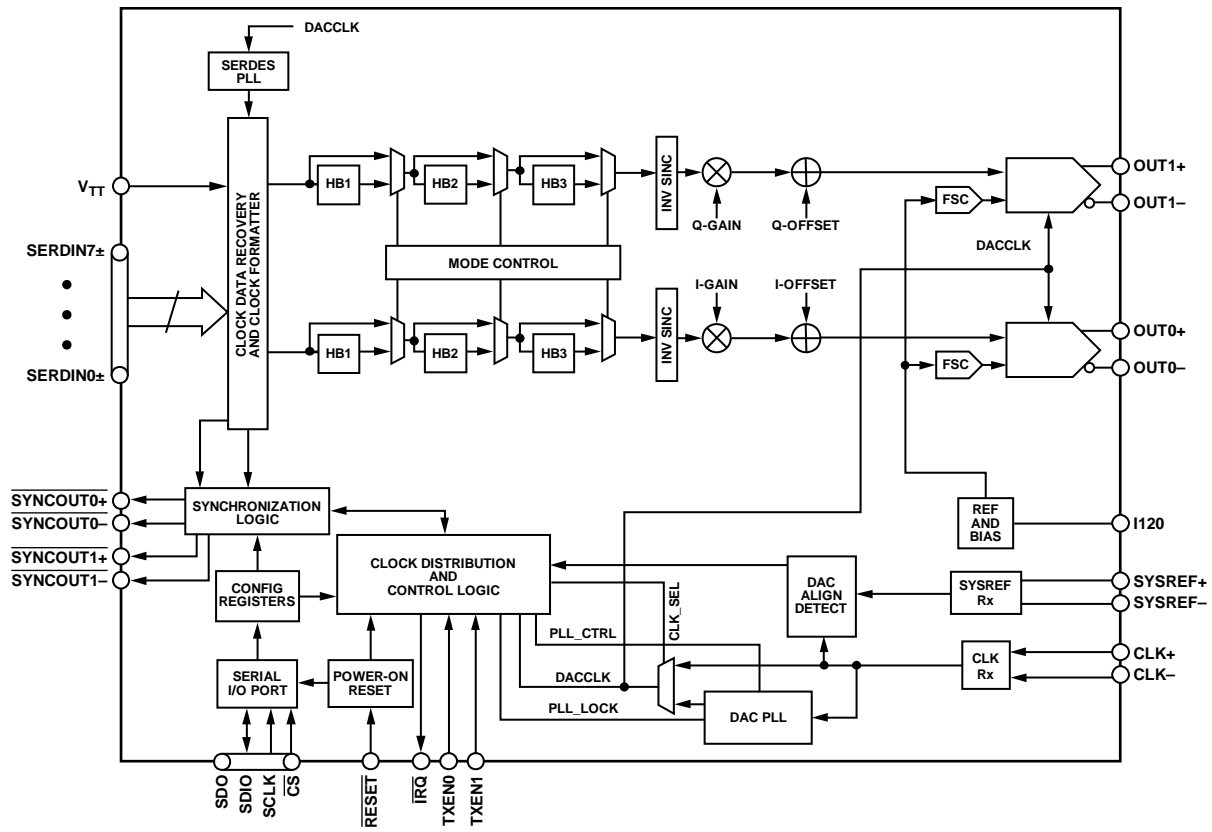 DACCLK
SERDES
PLL
CLOCK DATA RECOVERY
AND CLOCK FORMATTER
VTT
SERDIN7±
SERDIN0±
HB1
HB2
HB3
INV SINC
Q-GAIN
Q-OFFSET
FSC
OUT1+
OUT1–
DACCLK
MODE CONTROL
I-GAIN
I-OFFSET
HB1
HB2
HB3
INV SINC
FSC
OUT0+
OUT0–
SYNCOUT0+
SYNCOUT0–
SYNCOUT1+
SYNCOUT1–
SYNCHRONIZATION
LOGIC
CLOCK DISTRIBUTION
AND
CONTROL LOGIC
REF
AND
BIAS
I120
CONFIG
REGISTERS
CLK_SEL
DAC
ALIGN
DETECT
SYSREF
Rx
SYSREF+
SYSREF–
SERIAL
I/O PORT
POWER-ON
RESET
PLL_CTRL
DACCLK
PLL_LOCK
DAC PLL
CLK
Rx
CLK+
CLK–
SDO
SDIO
SCLK
CS
RESET
IRQ
TXEN0
TXEN1